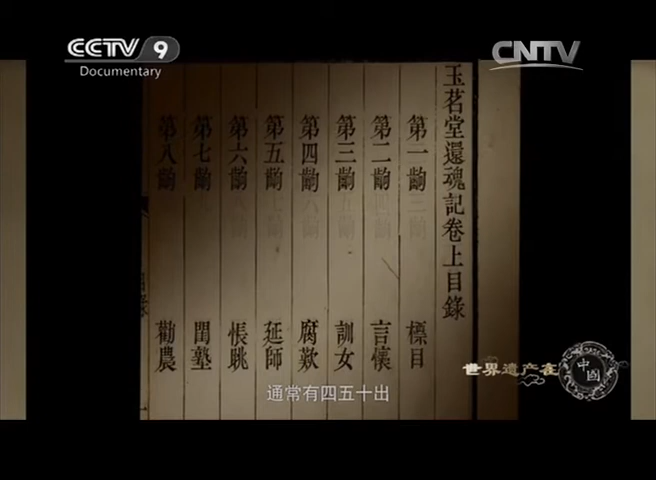 CCTV 9
Documentary
CNTV
玉茗堂還魂記卷上目錄
第一齣 標目
第二齣 言懷
第三齣 訓女
第四齣 腐歎
第五齣 延師
第六齣 悵眺
第七齣 閨塾
第八齣 勸農
世界遗产在
中國
通常有四五十出